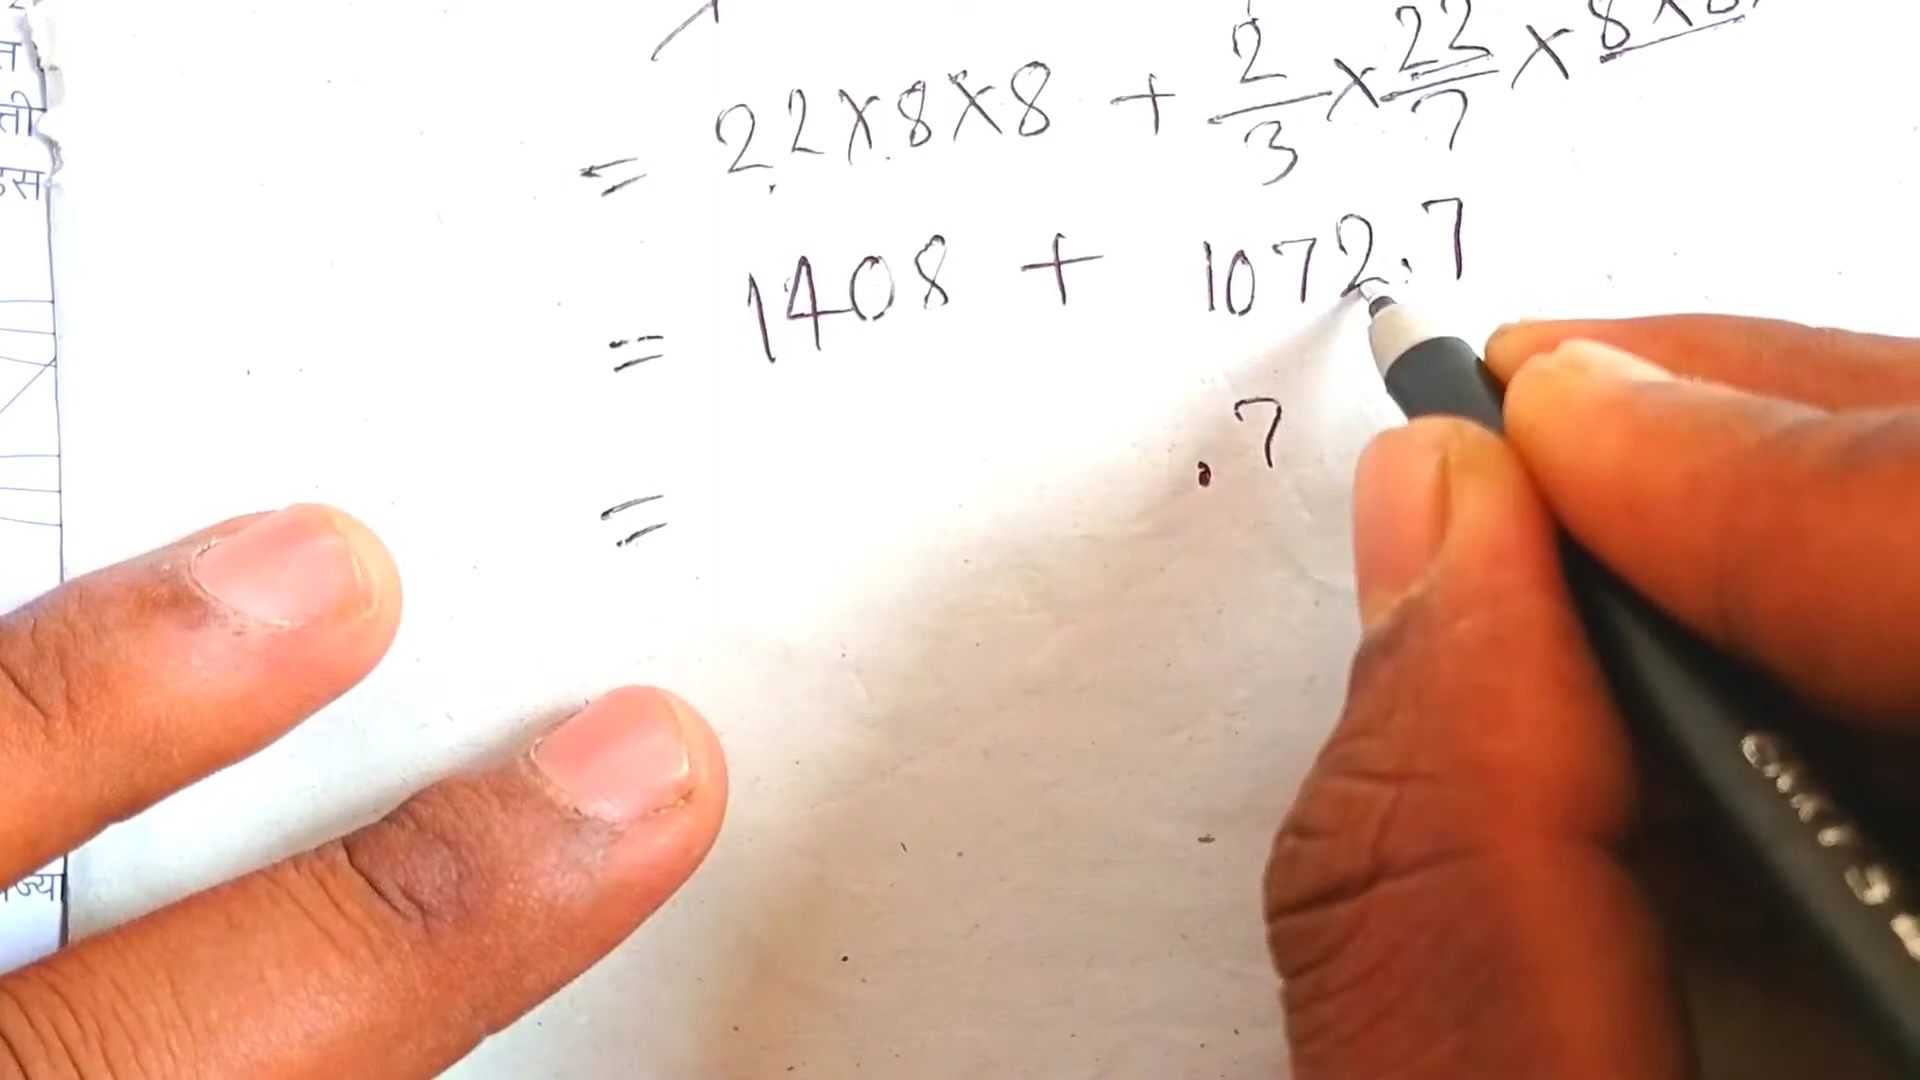 = 22×8×8 + 2/3 × 22/7 × 8×8
= 1408 + 1072.7
= .7
ती